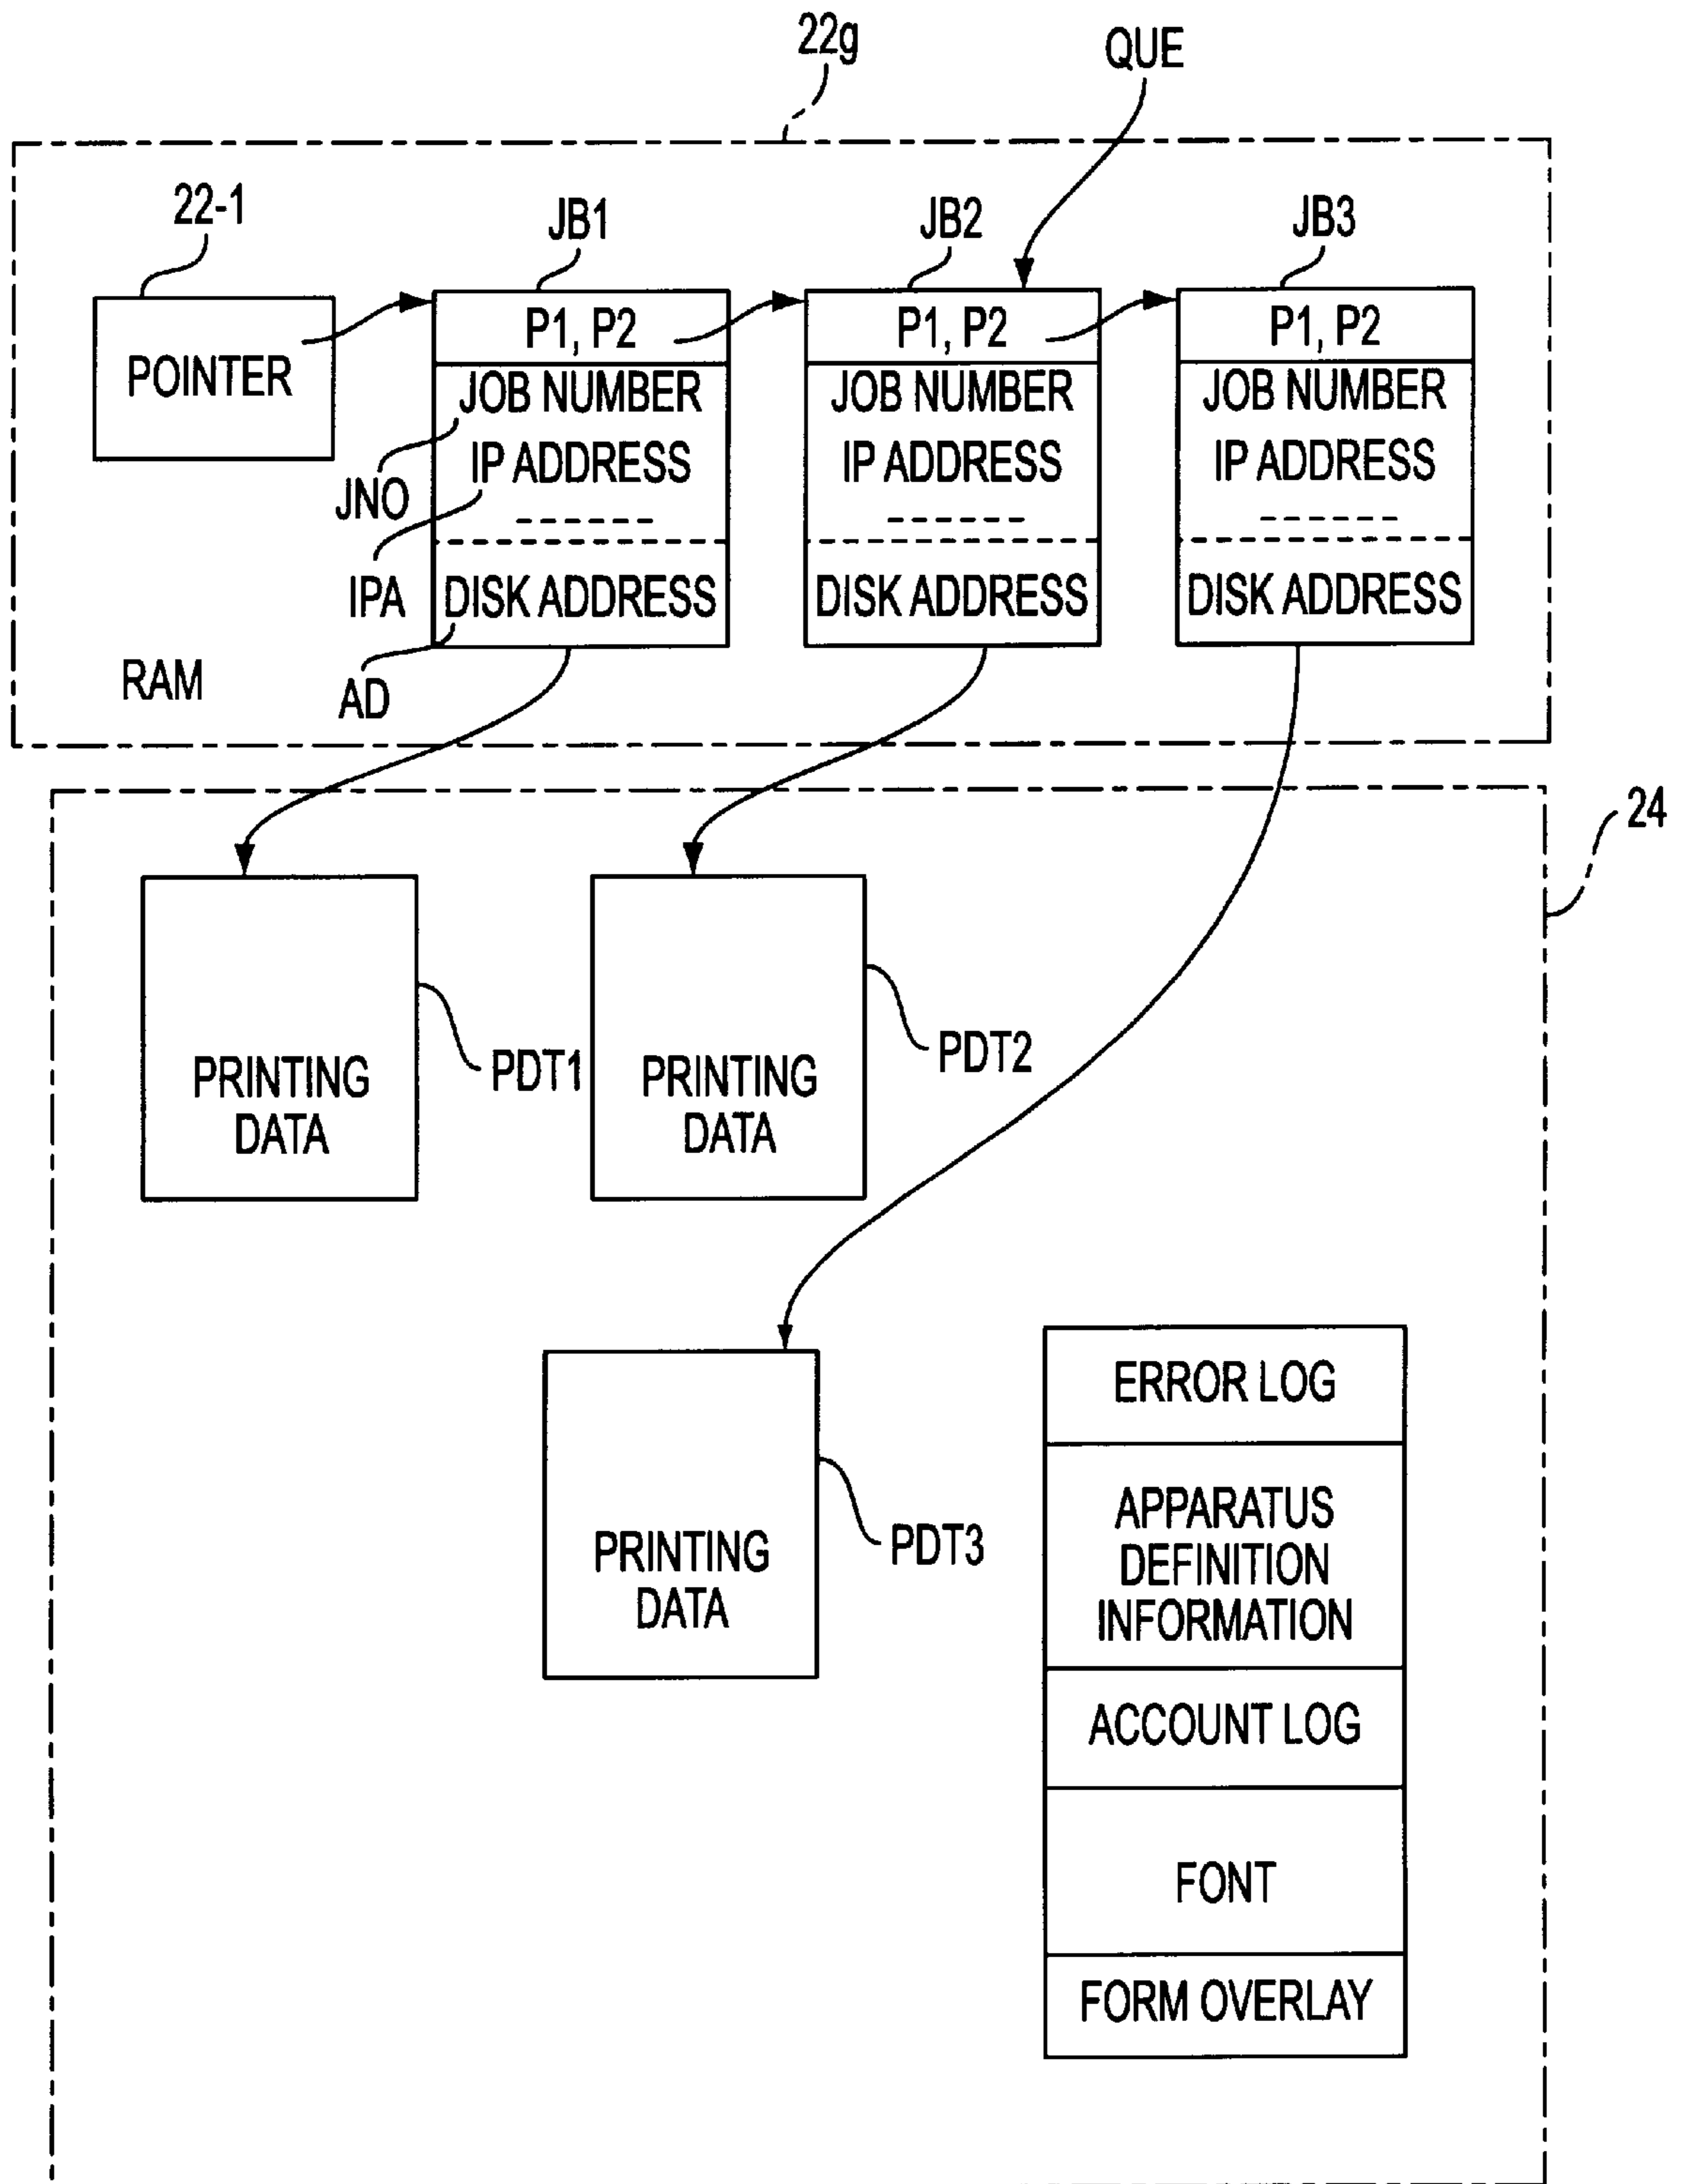 22g
QUE
22-1
JB1
JB2
JB3
POINTER
P1, P2
JOB NUMBER
IP ADDRESS
DISK ADDRESS
P1, P2
JOB NUMBER
IP ADDRESS
DISK ADDRESS
P1, P2
JOB NUMBER
IP ADDRESS
DISK ADDRESS
JNO
IPA
AD
RAM
24
PRINTING
DATA
PDT1
PRINTING
DATA
PDT2
PRINTING
DATA
PDT3
ERROR LOG
APPARATUS
DEFINITION
INFORMATION
ACCOUNT LOG
FONT
FORM OVERLAY